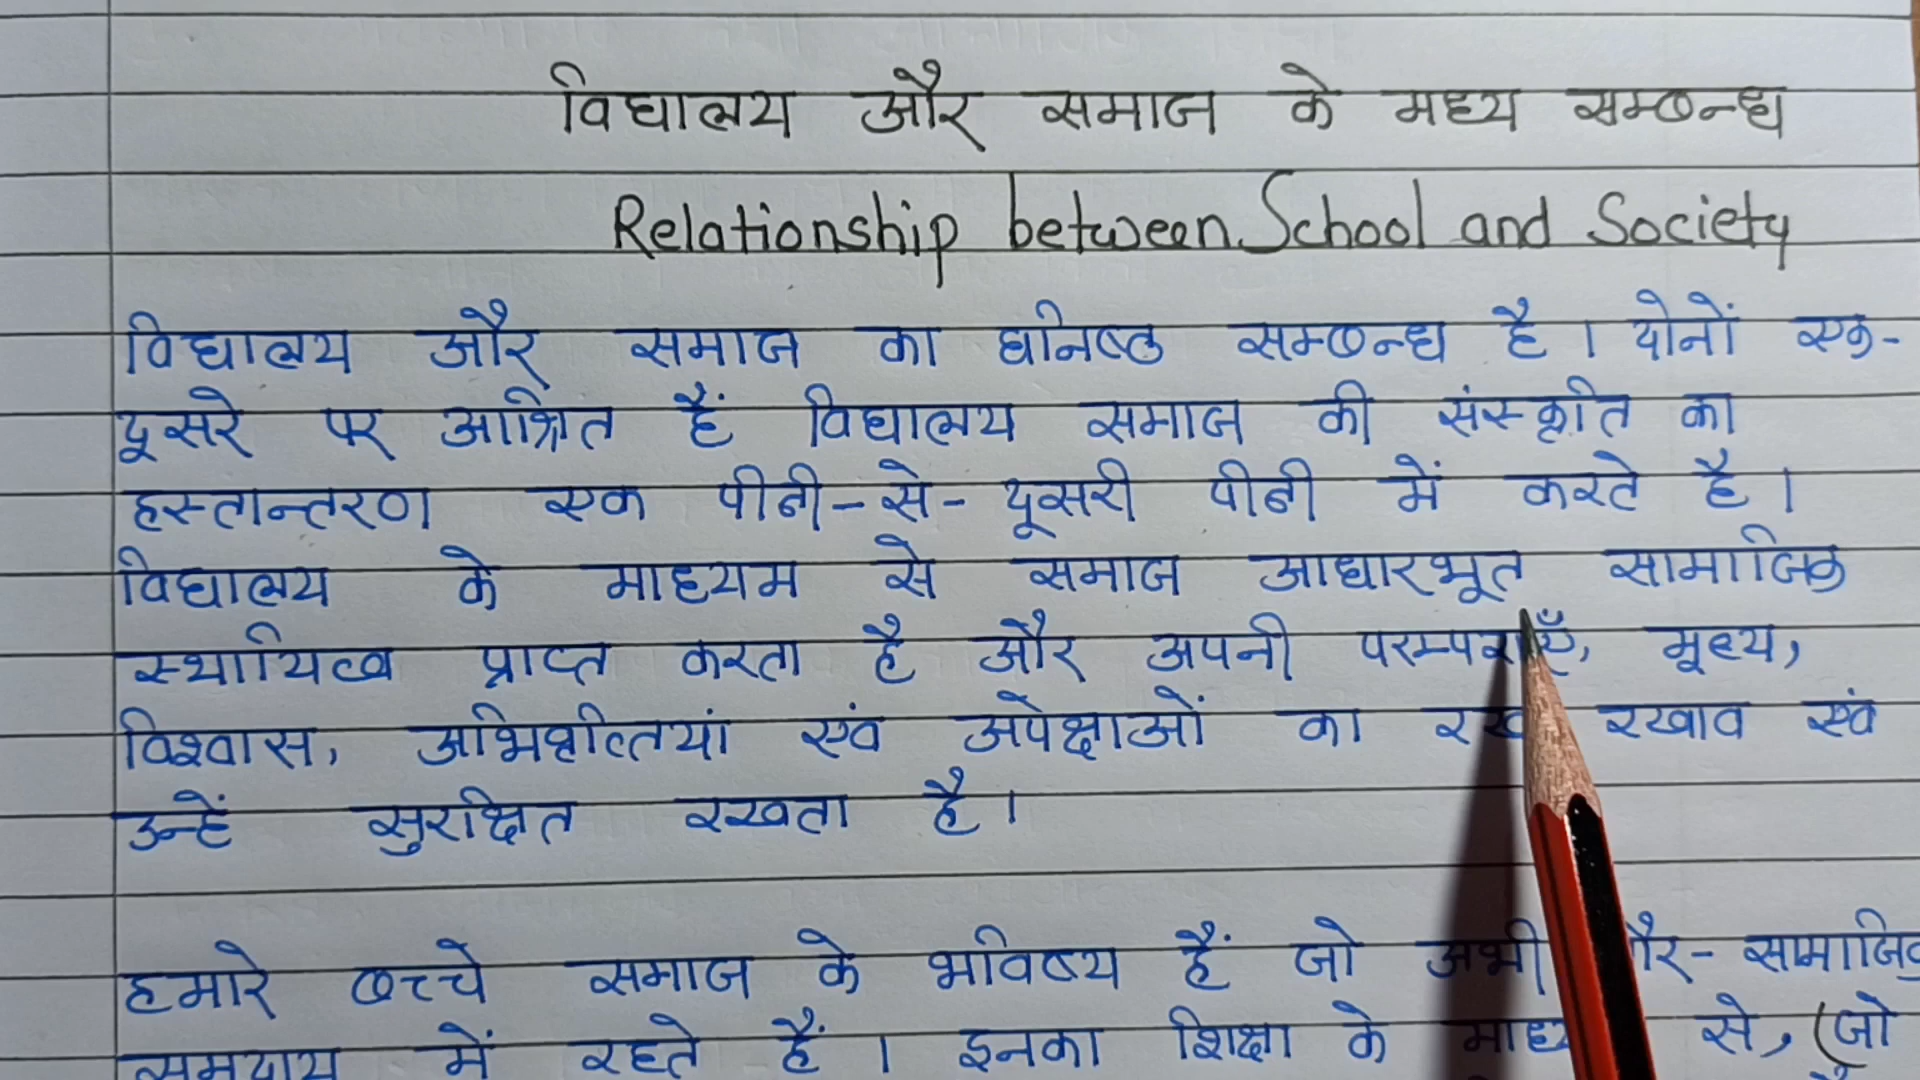 विद्यालय और समाज के मध्य सम्बन्ध
Relationship between School and Society
विद्यालय और समाज का घनिष्ठ सम्बन्ध है। दोनों एक-
दूसरे पर आश्रित हैं विद्यालय समाज की संस्कृति का
हस्तान्तरण एक पीढी-से-दूसरी पीढी में करते है।
विद्यालय के माध्यम से समाज आधारभूत सामाजिक
स्थायित्व प्राप्त करता है और अपनी परम्पराएँ, मूल्य,
विश्वास, अभिवृत्तियां एवं अपेक्षाओं का रख रखाव एवं
उन्हें सुरक्षित रखता है।
हमारे बच्चे समाज के भविष्य हैं जो अभी गैर-सामाजिक
समुदाय में रहते हैं। इनका शिक्षा के से, (जो